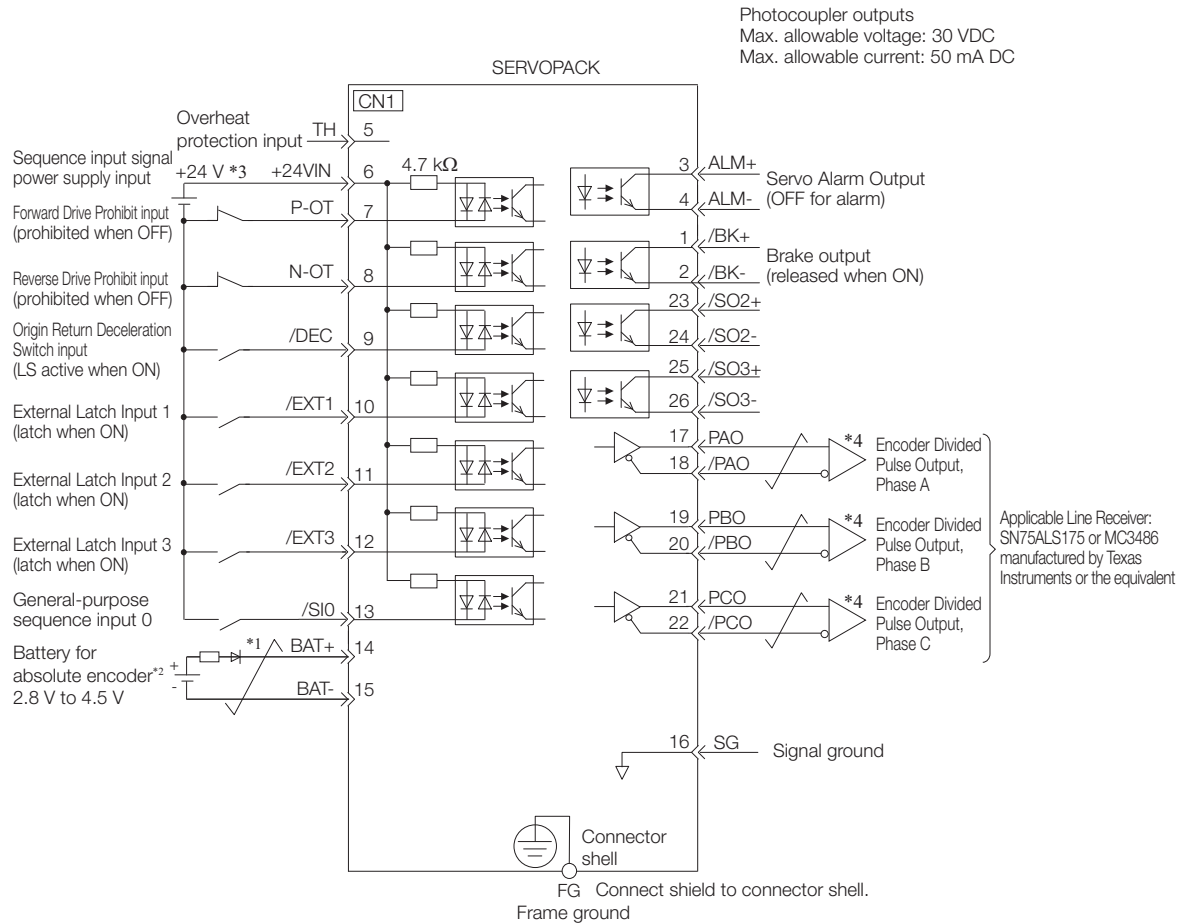 Photocoupler outputs
Max. allowable voltage: 30 VDC
Max. allowable current: 50 mA DC
SERVOPACK
CN1
Overheat
protection input
TH
5
Sequence input signal
power supply input
+24 V *3
+24VIN
6
4.7 kΩ
Forward Drive Prohibit input
(prohibited when OFF)
P-OT
7
Reverse Drive Prohibit input
(prohibited when OFF)
N-OT
8
Origin Return Deceleration
Switch input
(LS active when ON)
/DEC
9
External Latch Input 1
(latch when ON)
/EXT1
10
External Latch Input 2
(latch when ON)
/EXT2
11
External Latch Input 3
(latch when ON)
/EXT3
12
General-purpose
sequence input 0
/SI0
13
Battery for
absolute encoder*2
2.8 V to 4.5 V
+
-
*1
BAT+
14
BAT-
15
3 ALM+
4 ALM-
Servo Alarm Output
(OFF for alarm)
1 /BK+
2 /BK-
Brake output
(released when ON)
23 /SO2+
24 /SO2-
25 /SO3+
26 /SO3-
17 PAO
18 /PAO
*4
Encoder Divided
Pulse Output,
Phase A
19 PBO
20 /PBO
*4
Encoder Divided
Pulse Output,
Phase B
21 PCO
22 /PCO
*4
Encoder Divided
Pulse Output,
Phase C
Applicable Line Receiver:
SN75ALS175 or MC3486
manufactured by Texas
Instruments or the equivalent
16 SG
Signal ground
Connector
shell
FG Connect shield to connector shell.
Frame ground